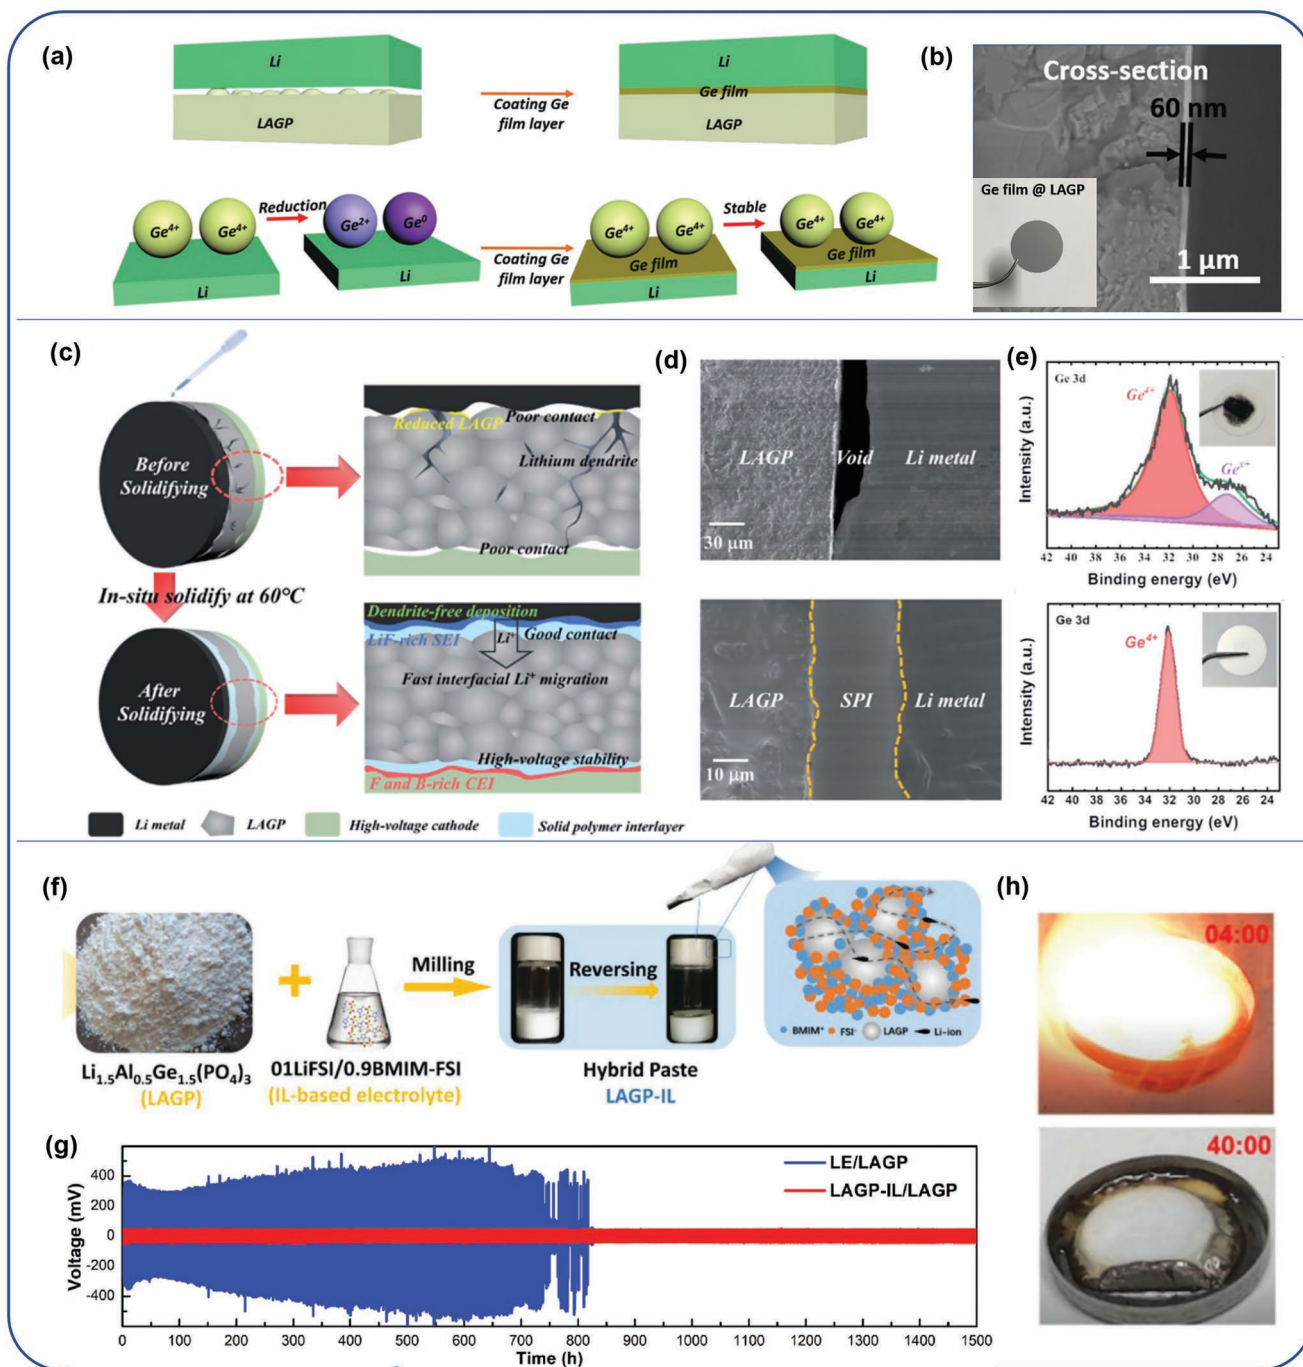 (a)
Li
LAGP
Coating Ge
film layer
Li
Ge film
LAGP
Ge⁴⁺
Ge⁴⁺
Reduction
Ge²⁺
Ge⁰
Li
Li
Coating Ge
film layer
Ge⁴⁺
Ge⁴⁺
Ge film
Li
Stable
Ge⁴⁺
Ge⁴⁺
Ge film
Li
(b)
Cross-section
60 nm
Ge film @ LAGP
1 μm
(c)
Before
Solidifying
Poor contact
Reduced LAGP
Lithium dendrite
Poor contact
In-situ solidify at 60°C
After
Solidifying
Dendrite-free deposition
LiF-rich SEI
Li⁺
Good contact
Fast interfacial Li⁺ migration
High-voltage stability
F and B-rich CEI
Li metal
LAGP
High-voltage cathode
Solid polymer interlayer
(d)
LAGP
Void
Li metal
30 μm
LAGP
SPI
Li metal
10 μm
(e)
Ge 3d
Ge⁴⁺
Geˣ⁺
Intensity (a.u.)
42 40 38 36 34 32 30 28 26 24
Binding energy (eV)
Ge 3d
Ge⁴⁺
Intensity (a.u.)
42 40 38 36 34 32 30 28 26 24
Binding energy (eV)
(f)
Li₁.₅Al₀.₅Ge₁.₅(PO₄)₃
(LAGP)
+
01LiFSI/0.9BMIM-FSI
(IL-based electrolyte)
Milling
Reversing
Hybrid Paste
LAGP-IL
BMIM⁺
FSI⁻
LAGP
Li-ion
(g)
LE/LAGP
LAGP-IL/LAGP
Voltage (mV)
400
200
0
-200
-400
0 100 200 300 400 500 600 700 800 900 1000 1100 1200 1300 1400 1500
Time (h)
(h)
04:00
40:00